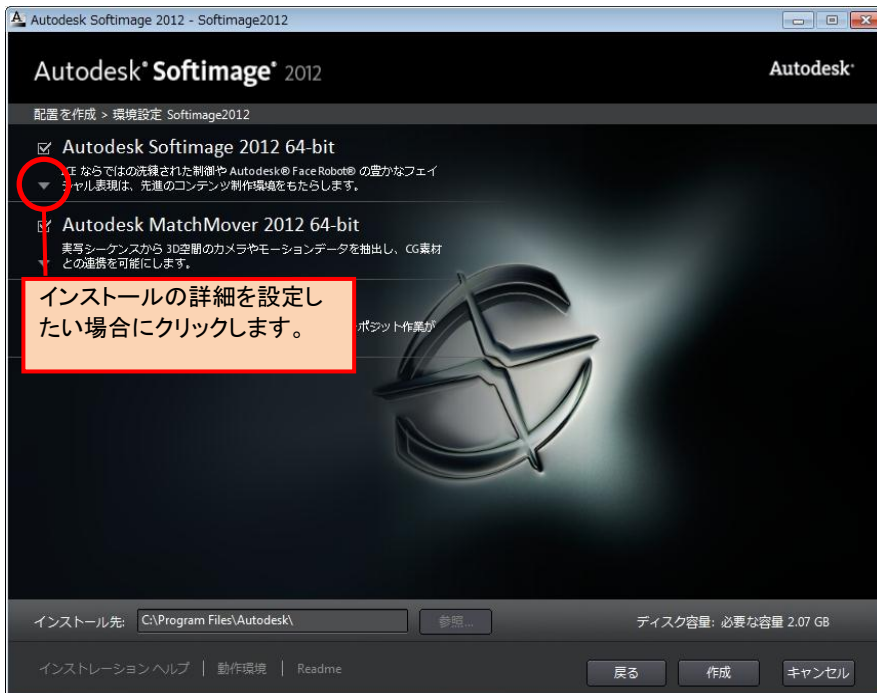 Autodesk Softimage 2012 - Softimage2012
Autodesk® Softimage® 2012
Autodesk®
配置を作成 > 環境設定 Softimage2012
Autodesk Softimage 2012 64-bit
ならではの洗練された制御や Autodesk® Face Robot® の豊かなフェイ
シャル表現は、先進のコンテンツ制作環境をもたらします。
Autodesk MatchMover 2012 64-bit
実写シーケンスから 3D空間のカメラやモーションデータを抽出し、CG素材
との連携を可能にします。
インストールの詳細を設定し
たい場合にクリックします。
ポジット作業が
インストール先: C:\Program Files\Autodesk\ 参照... ディスク容量: 必要な容量 2.07 GB
インストレーション ヘルプ | 動作環境 | Readme 戻る 作成 キャンセル